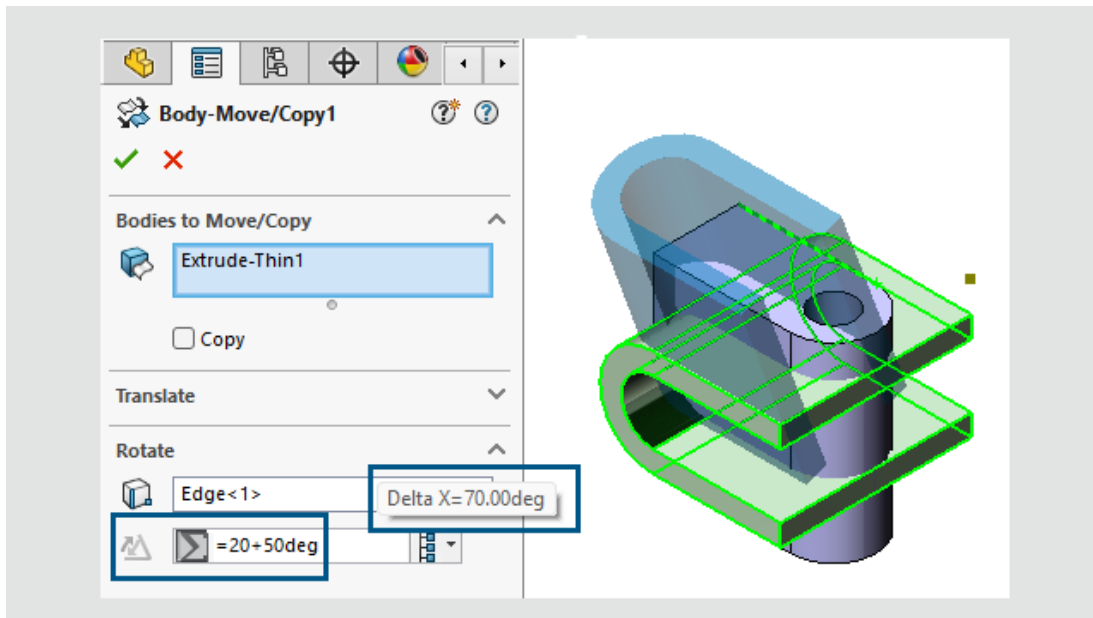 Body-Move/Copy1
Bodies to Move/Copy
Extrude-Thin1
Copy
Translate
Rotate
Edge<1>
Delta X=70.00deg
=20+50deg